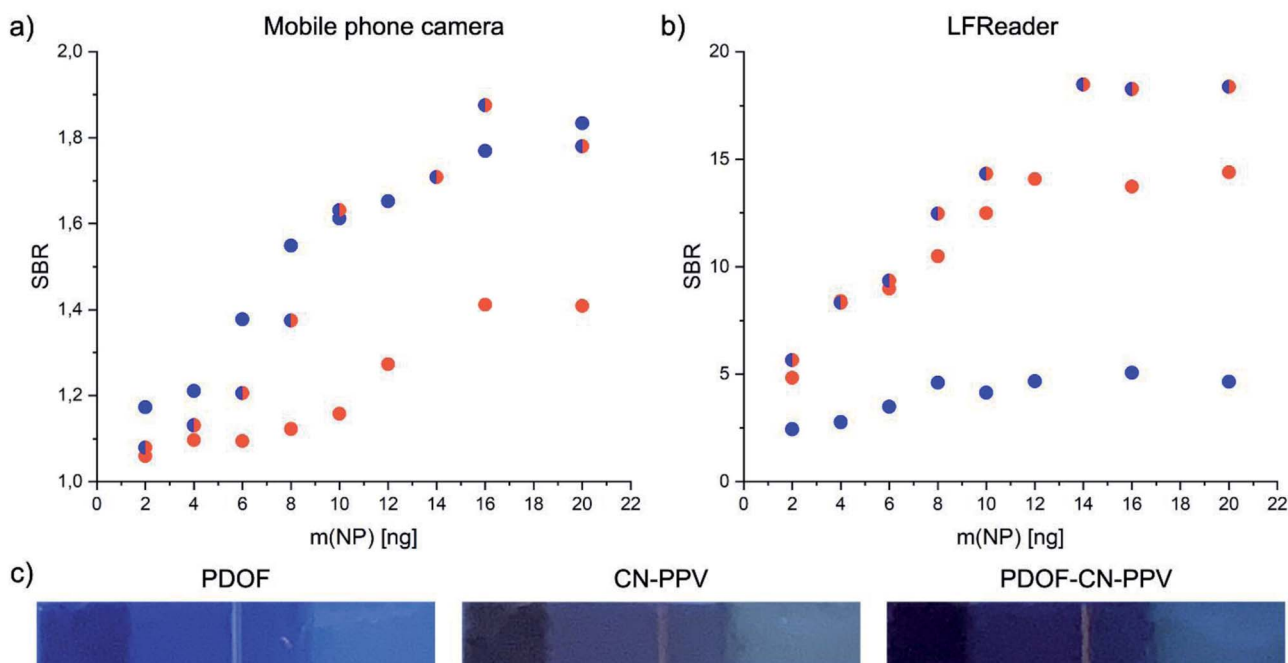 a) Mobile phone camera
2,0
1,8
1,6
1,4
1,2
1,0
SBR
0 2 4 6 8 10 12 14 16 18 20 22
m(NP) [ng]
b) LFReader
20
15
10
5
0
SBR
0 2 4 6 8 10 12 14 16 18 20 22
m(NP) [ng]
c) PDOF CN-PPV PDOF-CN-PPV